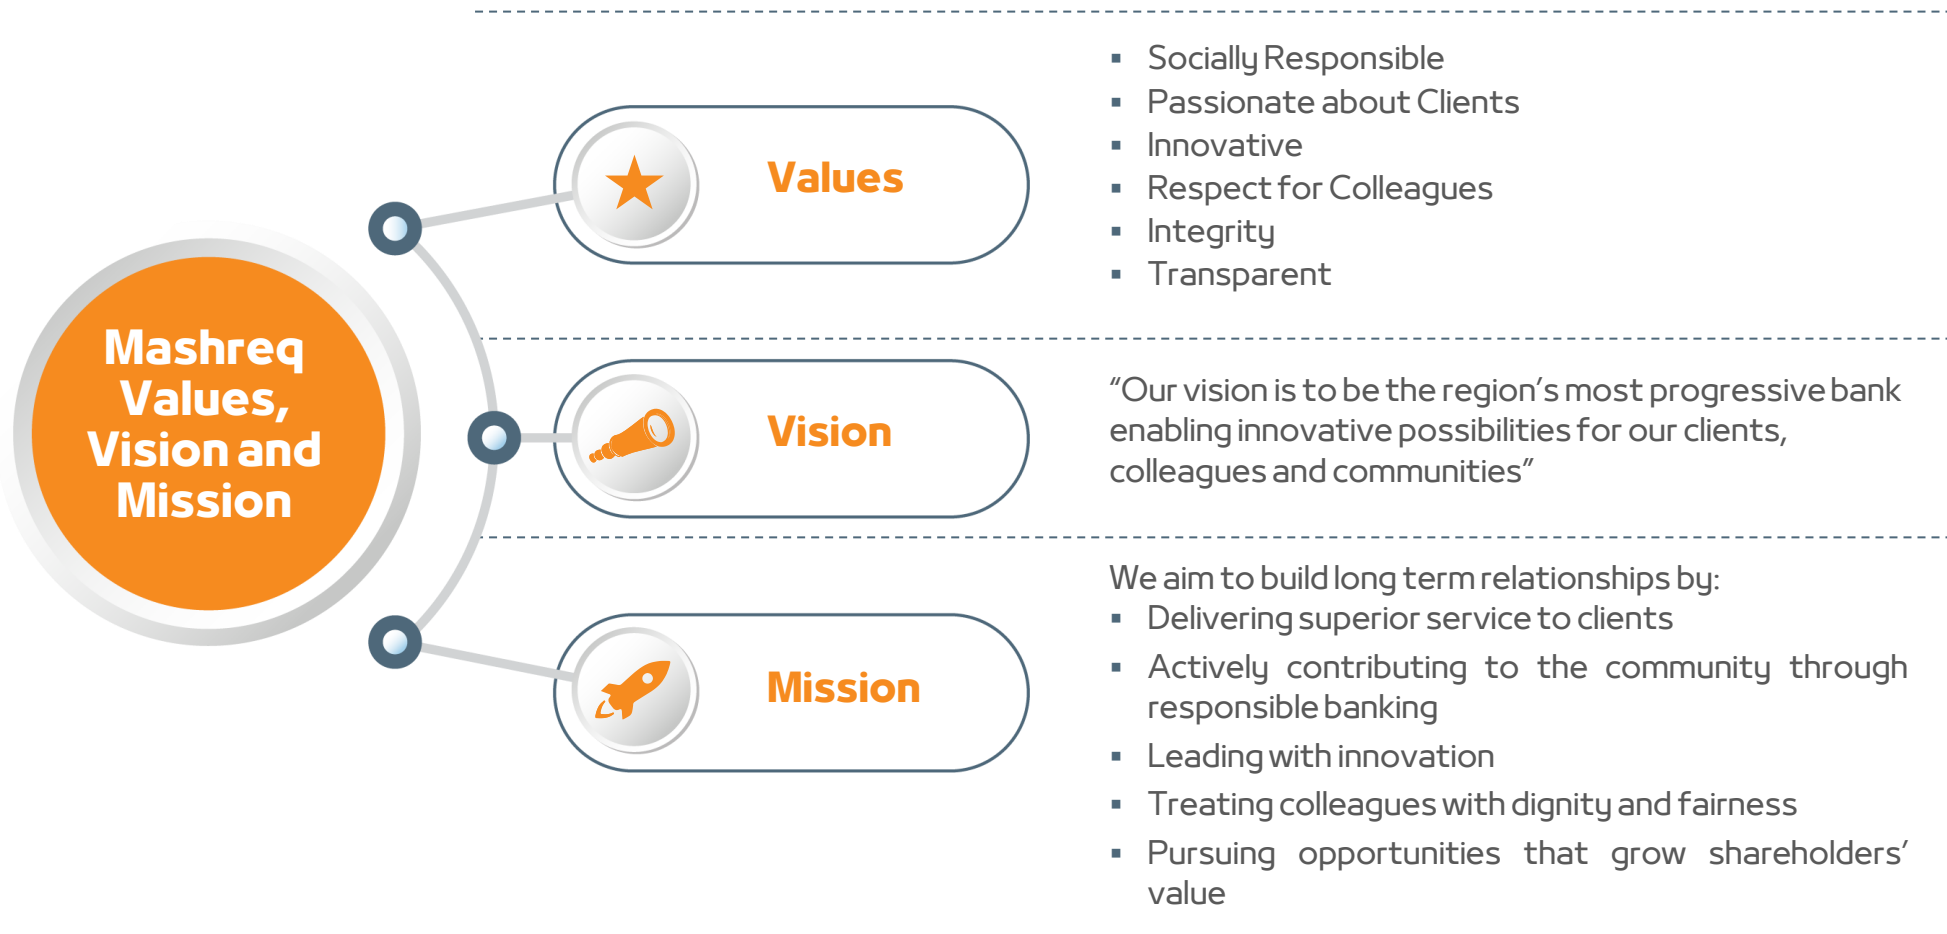 Mashreq
Values,
Vision and
Mission
Values
▪ Socially Responsible
▪ Passionate about Clients
▪ Innovative
▪ Respect for Colleagues
▪ Integrity
▪ Transparent
Vision
“Our vision is to be the region’s most progressive bank
enabling innovative possibilities for our clients,
colleagues and communities”
Mission
We aim to build long term relationships by:
▪ Delivering superior service to clients
▪ Actively contributing to the community through
responsible banking
▪ Leading with innovation
▪ Treating colleagues with dignity and fairness
▪ Pursuing opportunities that grow shareholders’
value